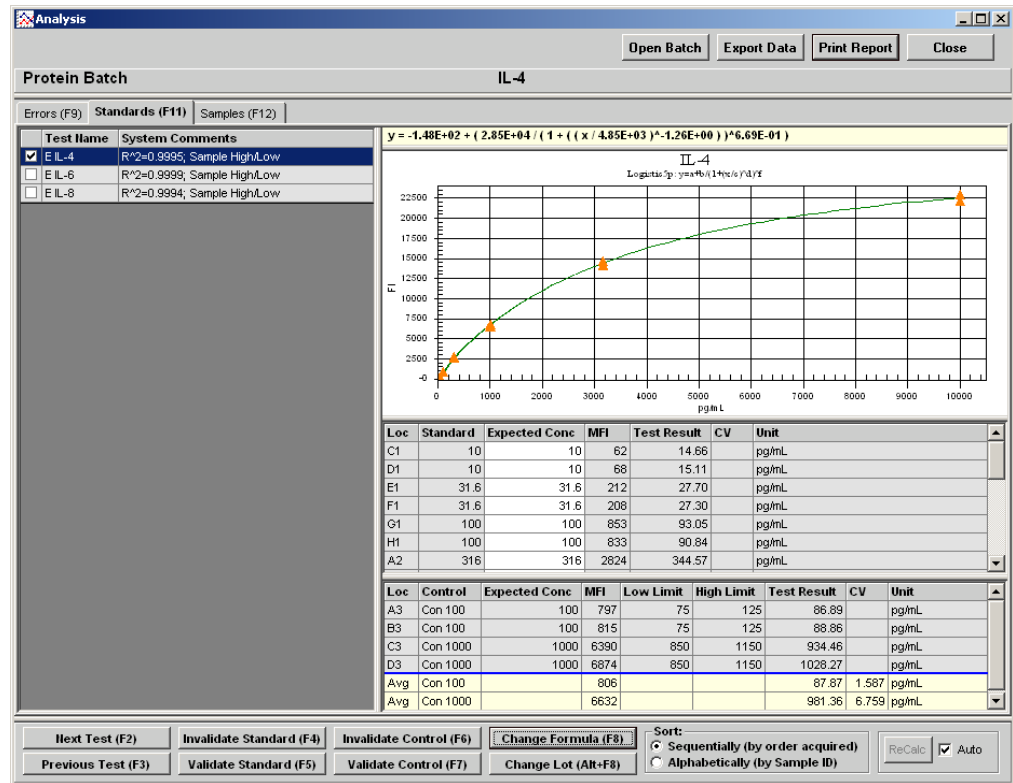 Analysis
Open Batch Export Data Print Report Close
Protein Batch IL-4
Errors (F9) Standards (F11) Samples (F12)
Test Name System Comments
E IL-4 R^2=0.9995; Sample High/Low
E IL-6 R^2=0.9999; Sample High/Low
E IL-8 R^2=0.9994; Sample High/Low
y = -1.48E+02 + ( 2.85E+04 / ( 1 + ( ( x / 4.85E+03 )^-1.26E+00 ) )^6.69E-01 )
IL-4
Logistic5p: y=a+b/(1+(x/c)^d)^f
22500
20000
17500
15000
12500
10000
7500
5000
2500
-0
FI
0 1000 2000 3000 4000 5000 6000 7000 8000 9000 10000
pg/mL
Loc Standard Expected Conc MFI Test Result CV Unit
C1 10 10 62 14.66 pg/mL
D1 10 10 68 15.11 pg/mL
E1 31.6 31.6 212 27.70 pg/mL
F1 31.6 31.6 208 27.30 pg/mL
G1 100 100 853 93.05 pg/mL
H1 100 100 833 90.84 pg/mL
A2 316 316 2824 344.57 pg/mL
Loc Control Expected Conc MFI Low Limit High Limit Test Result CV Unit
A3 Con 100 100 797 75 125 86.89 pg/mL
B3 Con 100 100 815 75 125 88.86 pg/mL
C3 Con 1000 1000 6390 850 1150 934.46 pg/mL
D3 Con 1000 1000 6874 850 1150 1028.27 pg/mL
Avg Con 100 806 87.87 1.587 pg/mL
Avg Con 1000 6632 981.36 6.759 pg/mL
Next Test (F2) Invalidate Standard (F4) Invalidate Control (F6) Change Formula (F8)
Previous Test (F3) Validate Standard (F5) Validate Control (F7) Change Lot (Alt+F8)
Sort:
Sequentially (by order acquired)
Alphabetically (by Sample ID)
ReCalc Auto